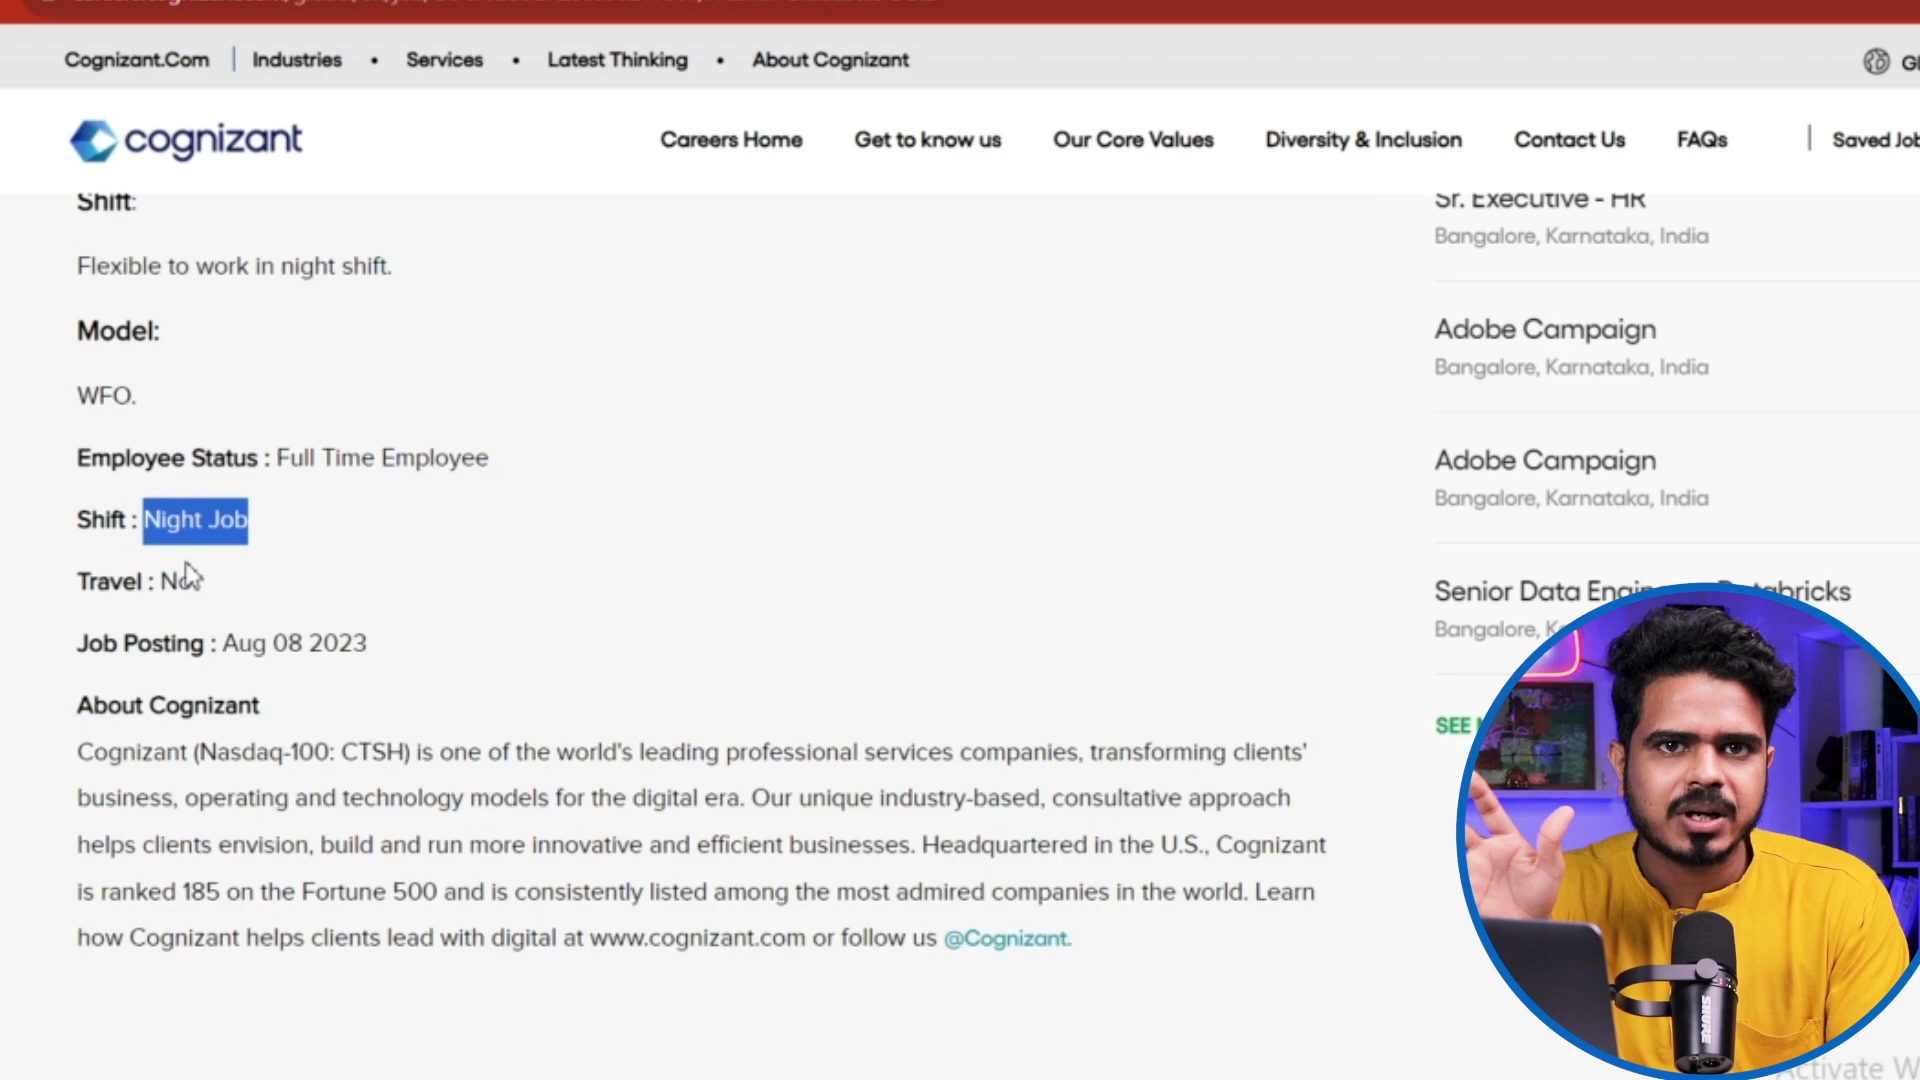 Cognizant.Com | Industries • Services • Latest Thinking • About Cognizant
cognizant
Careers Home Get to know us Our Core Values Diversity & Inclusion Contact Us FAQs | Saved
Shift:
Flexible to work in night shift.
Model:
WFO.
Employee Status : Full Time Employee
Shift : Night Job
Travel : No
Job Posting : Aug 08 2023
About Cognizant
Cognizant (Nasdaq-100: CTSH) is one of the world's leading professional services companies, transforming clients'
business, operating and technology models for the digital era. Our unique industry-based, consultative approach
helps clients envision, build and run more innovative and efficient businesses. Headquartered in the U.S., Cognizant
is ranked 185 on the Fortune 500 and is consistently listed among the most admired companies in the world. Learn
how Cognizant helps clients lead with digital at www.cognizant.com or follow us @Cognizant.
Sr. Executive - HR
Bangalore, Karnataka, India
Adobe Campaign
Bangalore, Karnataka, India
Adobe Campaign
Bangalore, Karnataka, India
Senior Data
Bangalore,
SEE
SHURE
Activate